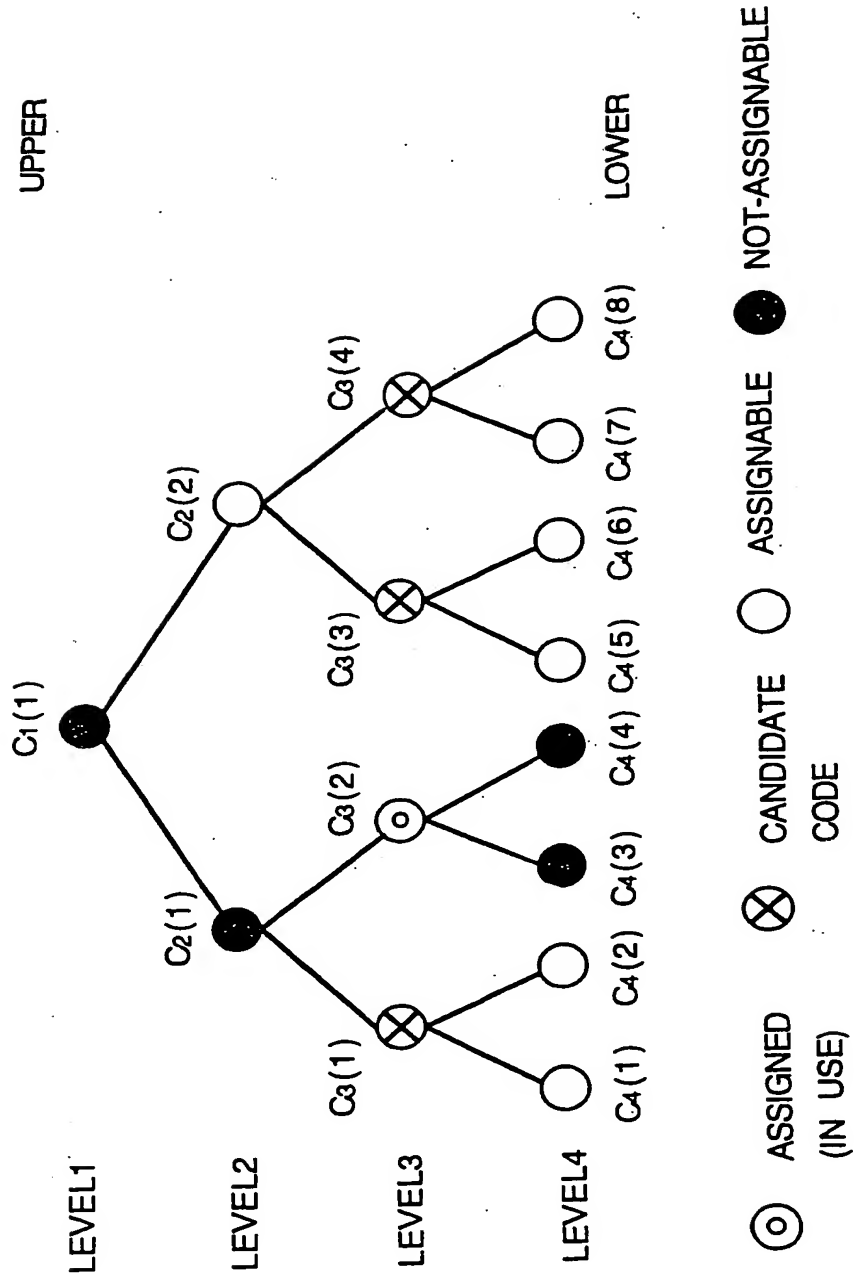 UPPER
LEVEL1
C1(1)
LEVEL2
C2(1)
C2(2)
LEVEL3
C3(1)
C3(2)
C3(3)
C3(4)
LEVEL4
C4(1) C4(2) C4(3) C4(4) C4(5) C4(6) C4(7) C4(8)
LOWER
ASSIGNED
(IN USE)
CANDIDATE
CODE
ASSIGNABLE
NOT-ASSIGNABLE